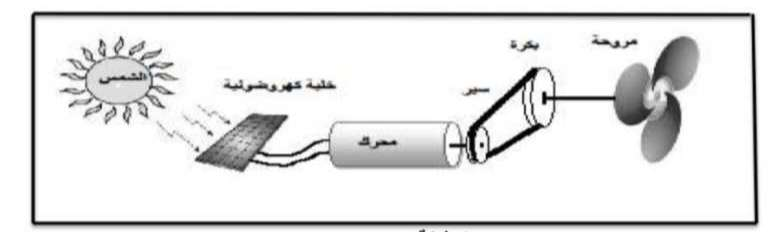 مروحة
بكرة
سير
خلية كهروضوئية
الشمس
محرك